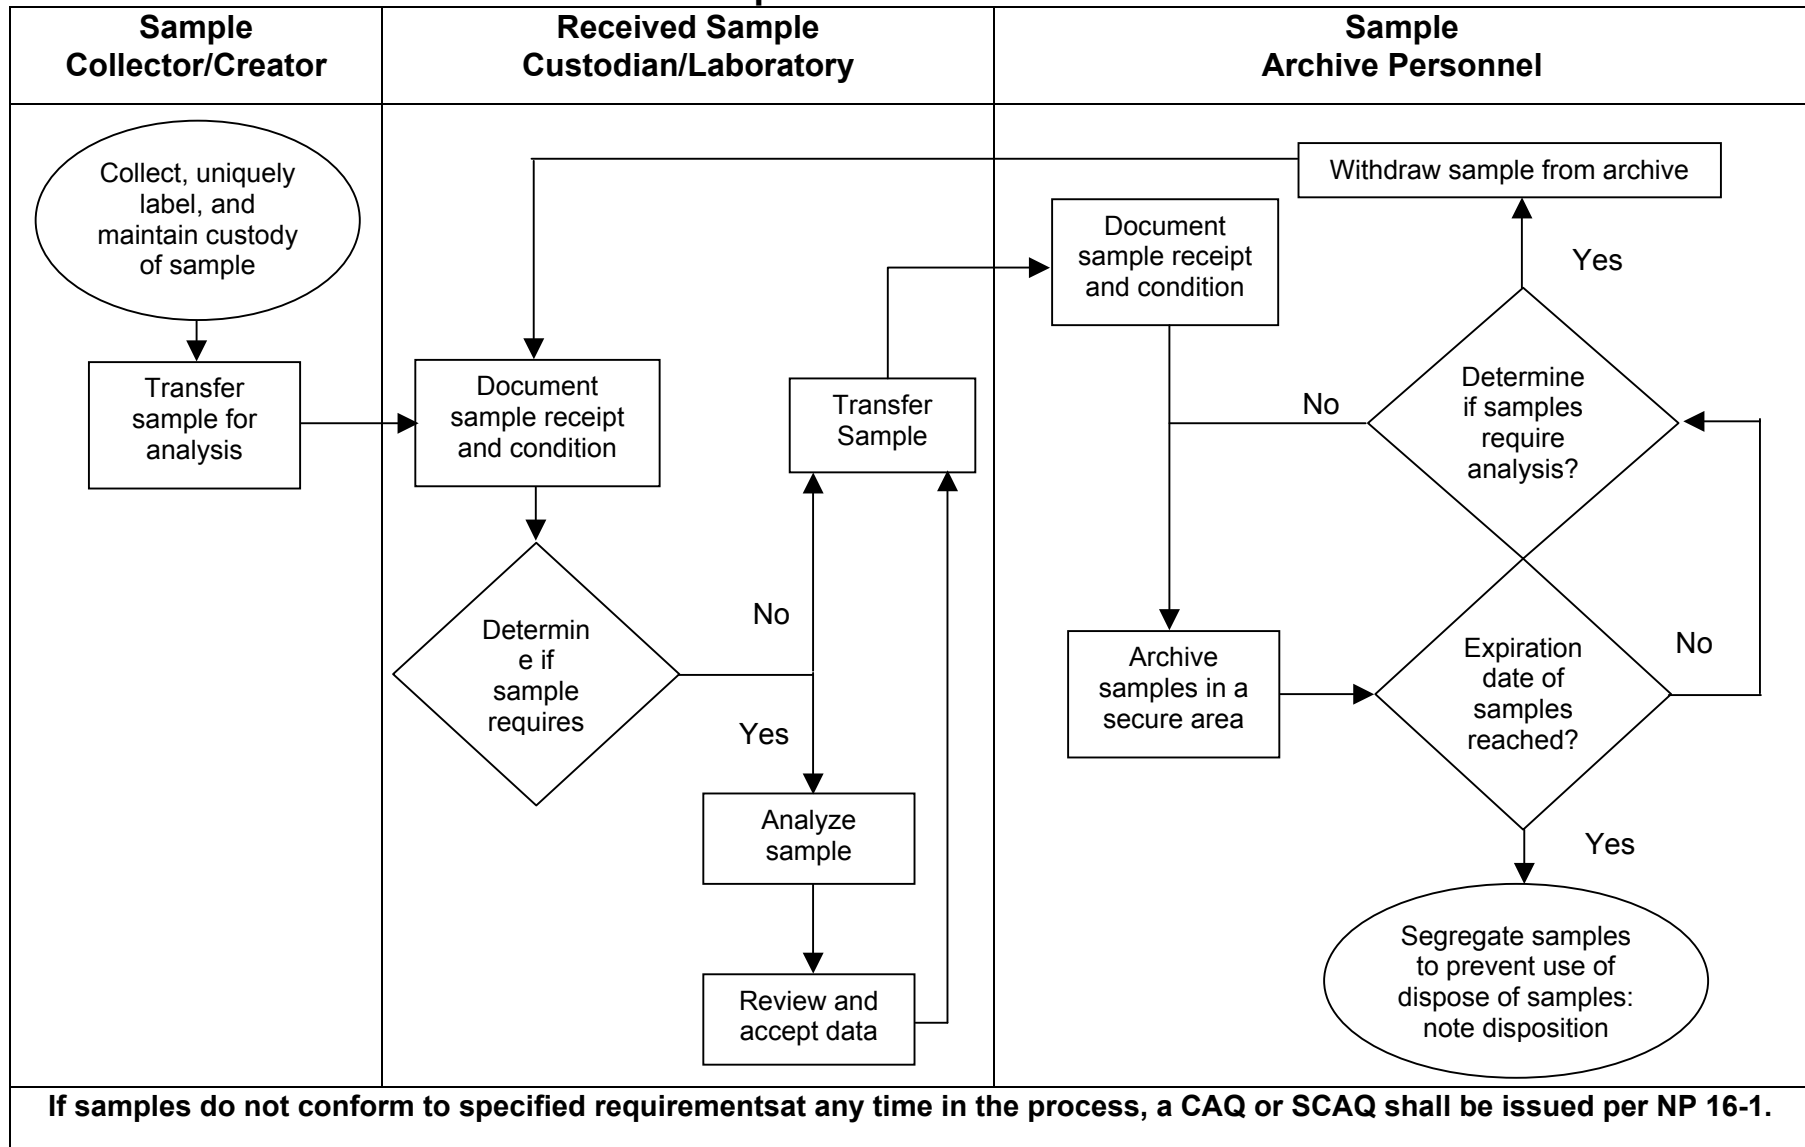 Sample
Collector/Creator
Received Sample
Custodian/Laboratory
Sample
Archive Personnel
Collect, uniquely
label, and
maintain custody
of sample
Transfer
sample for
analysis
Document
sample receipt
and condition
Determin
e if
sample
requires
No
Yes
Analyze
sample
Review and
accept data
Transfer
Sample
Withdraw sample from archive
Document
sample receipt
and condition
Yes
Determine
if samples
require
analysis?
No
Archive
samples in a
secure area
Expiration
date of
samples
reached?
No
Yes
Segregate samples
to prevent use of
dispose of samples:
note disposition
If samples do not conform to specified requirementsat any time in the process, a CAQ or SCAQ shall be issued per NP 16-1.